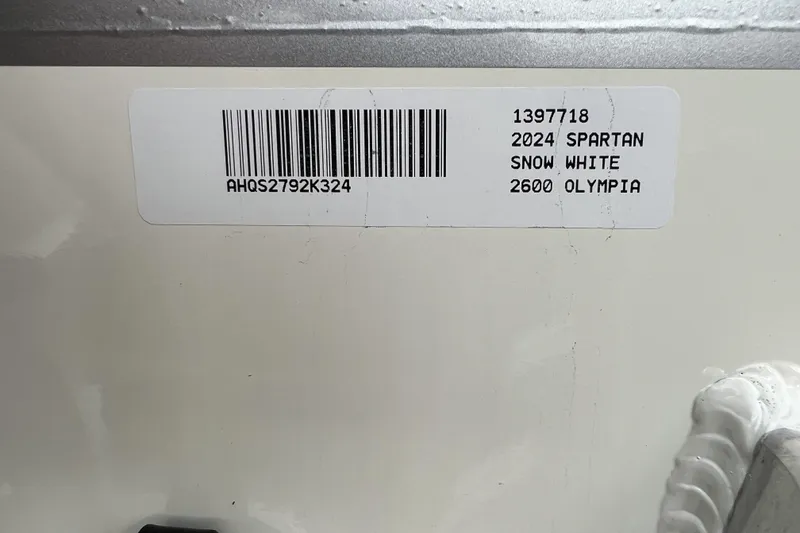 AHQS2792K324
1397718
2024 SPARTAN
SNOW WHITE
2600 OLYMPIA